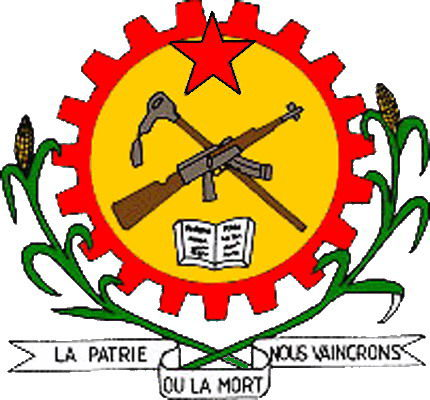 LA PATRIE
OU LA MORT
NOUS VAINCRONS